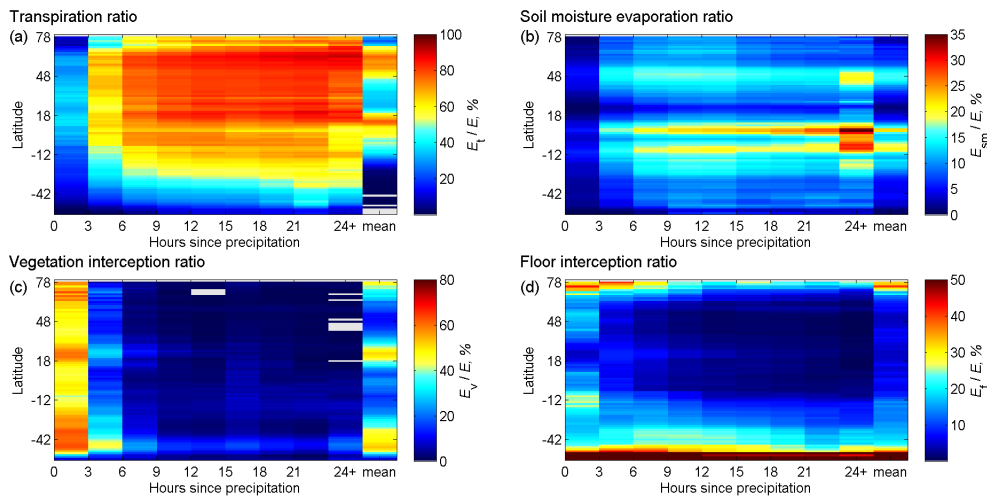 Transpiration ratio
(a)
78
48
18
-12
-42
Latitude
0 3 6 9 12 15 18 21 24+ mean
Hours since precipitation
100
80
60
40
20
Et / E, %
Soil moisture evaporation ratio
(b)
78
48
18
-12
-42
Latitude
0 3 6 9 12 15 18 21 24+ mean
Hours since precipitation
35
30
25
20
15
10
5
0
Esm / E, %
Vegetation interception ratio
(c)
78
48
18
-12
-42
Latitude
0 3 6 9 12 15 18 21 24+ mean
Hours since precipitation
80
60
40
20
0
Ev / E, %
Floor interception ratio
(d)
78
48
18
-12
-42
Latitude
0 3 6 9 12 15 18 21 24+ mean
Hours since precipitation
50
40
30
20
10
Ef / E, %